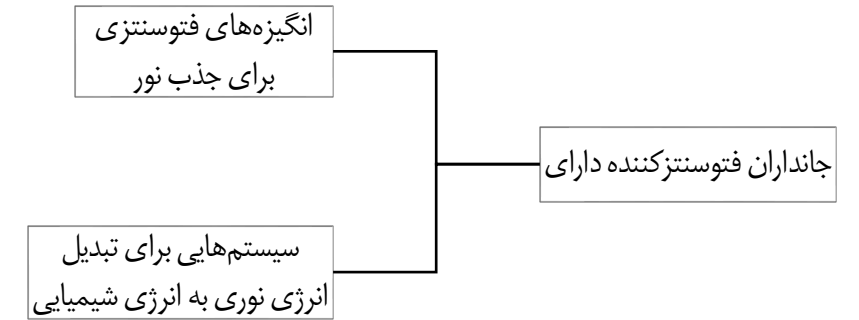 جانداران فتوسنتزکننده دارای
انگیزه‌های فتوسنتزی
برای جذب نور
سیستم‌هایی برای تبدیل
انرژی نوری به انرژی شیمیایی